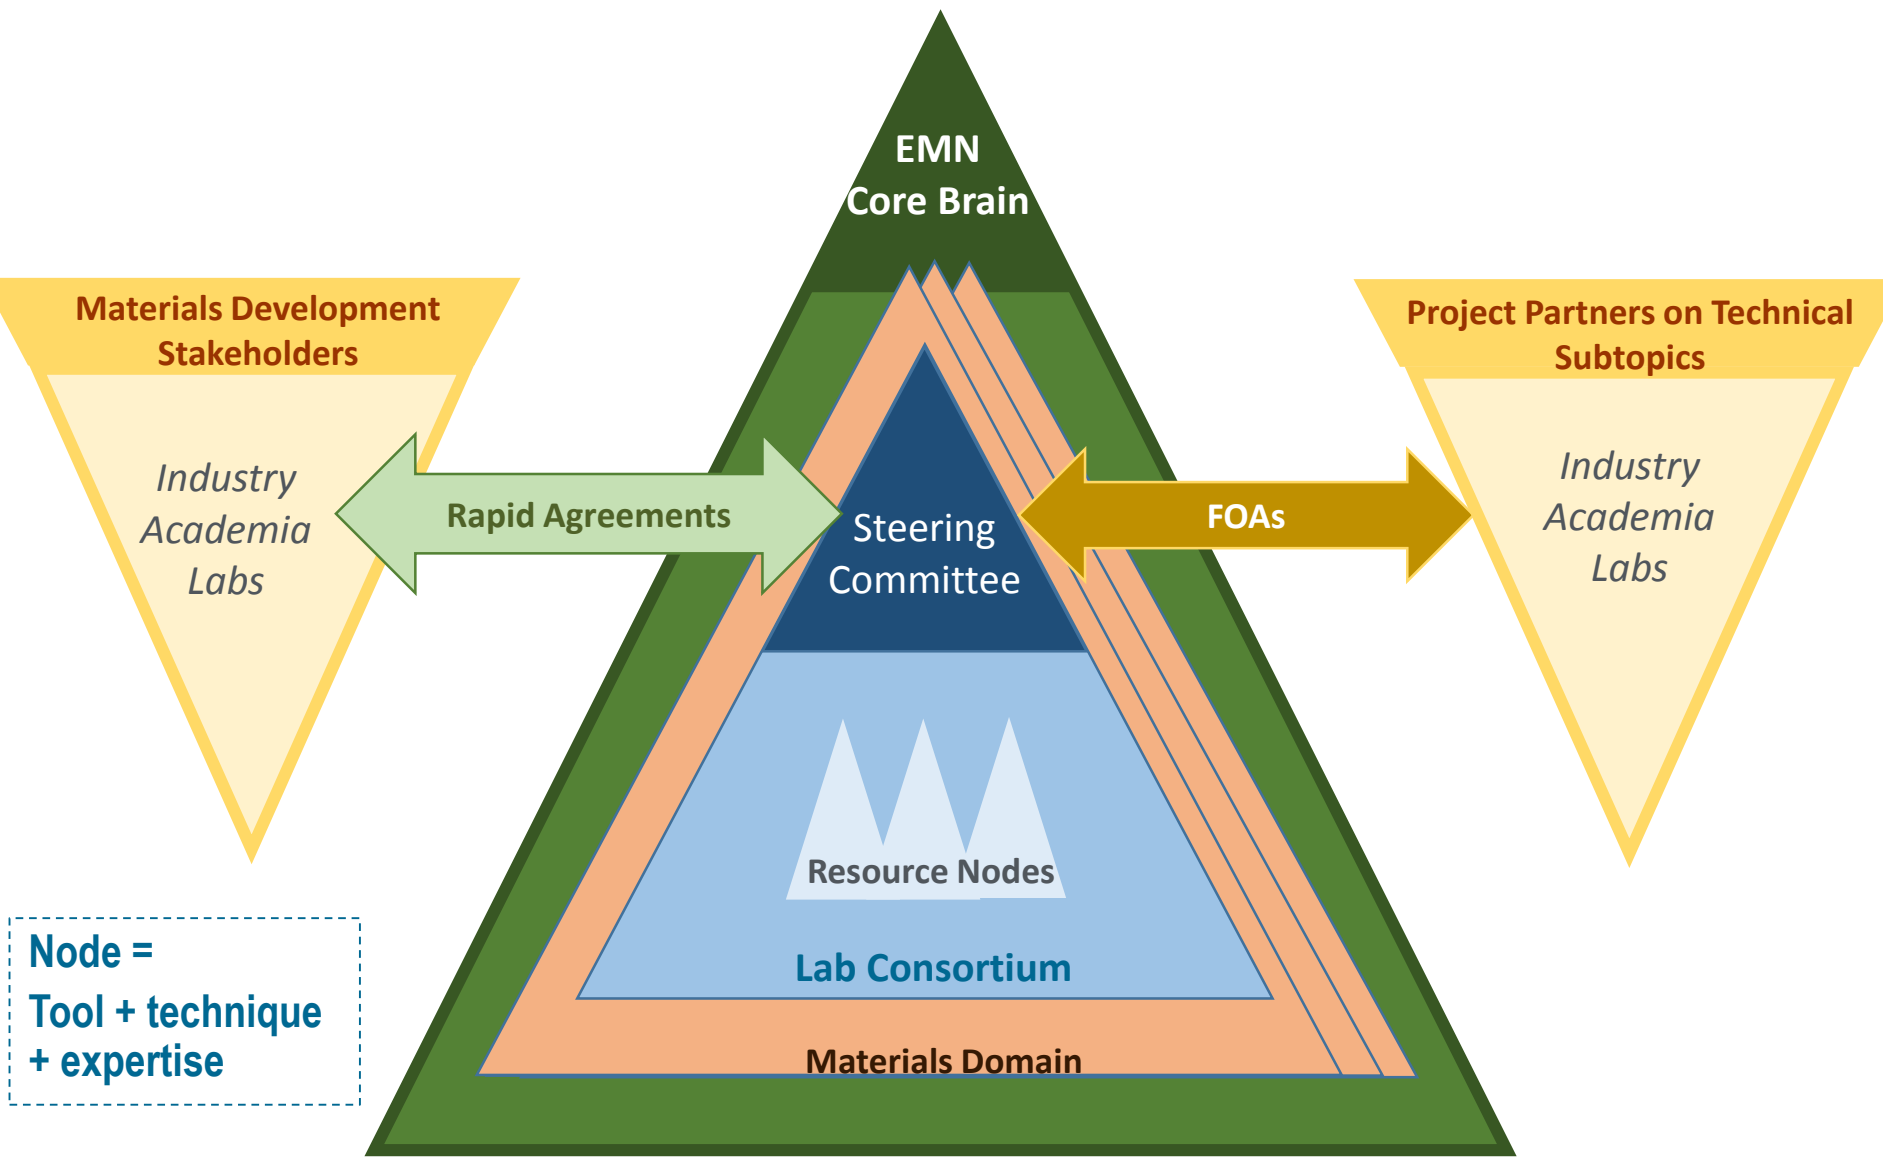 EMN
Core Brain
Materials Development
Stakeholders
Industry
Academia
Labs
Rapid Agreements
Steering
Committee
FOAs
Project Partners on Technical
Subtopics
Industry
Academia
Labs
Resource Nodes
Lab Consortium
Materials Domain
Node =
Tool + technique
+ expertise